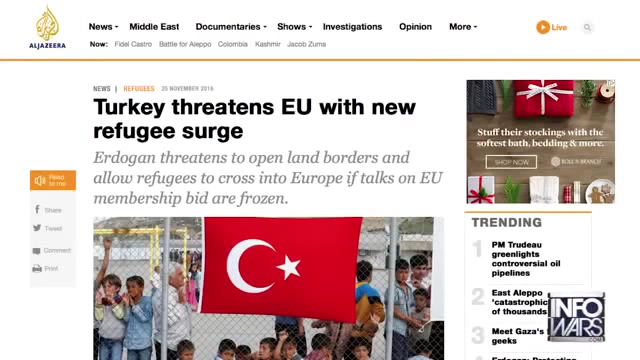 News Middle East Documentaries Shows Investigations Opinion More Live
ALJAZEERA
Now: Fidel Castro Battle for Aleppo Colombia Kashmir Jacob Zuma
NEWS | REFUGEES 25 NOVEMBER 2016
Turkey threatens EU with new
refugee surge
Erdogan threatens to open land borders and
allow refugees to cross into Europe if talks on EU
membership bid are frozen.
Share
Tweet
Comment
Print
Stuff their stockings with the
softest bath, bedding & more.
SHOP NOW
BOLL & BRANCH
TRENDING
1 PM Trudeau
greenlights
controversial oil
pipelines
2 East Aleppo
'catastrophic
of thousands
3 Meet Gaza's
geeks
INFO
WARS
.COM